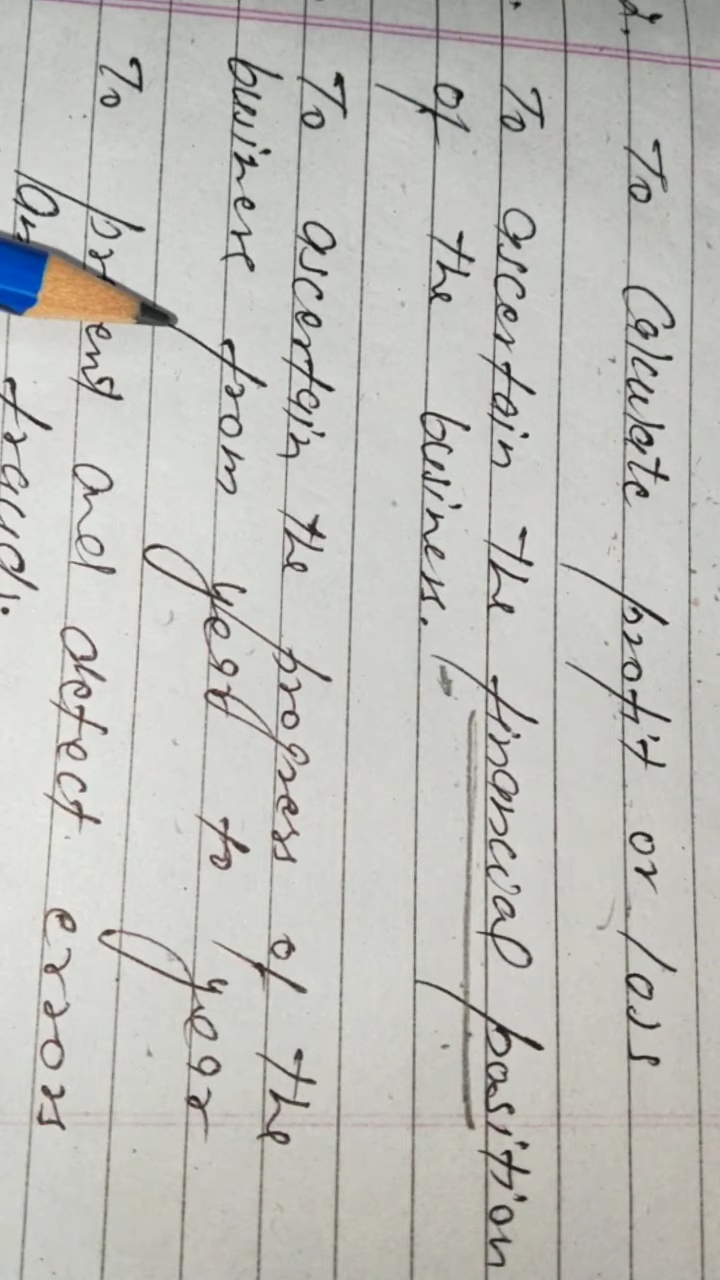 2. To Calculate profit or loss
To ascertain the financial position
of the business.
To ascertain the progress of the
business from year to year
To and detect errors
fraud.